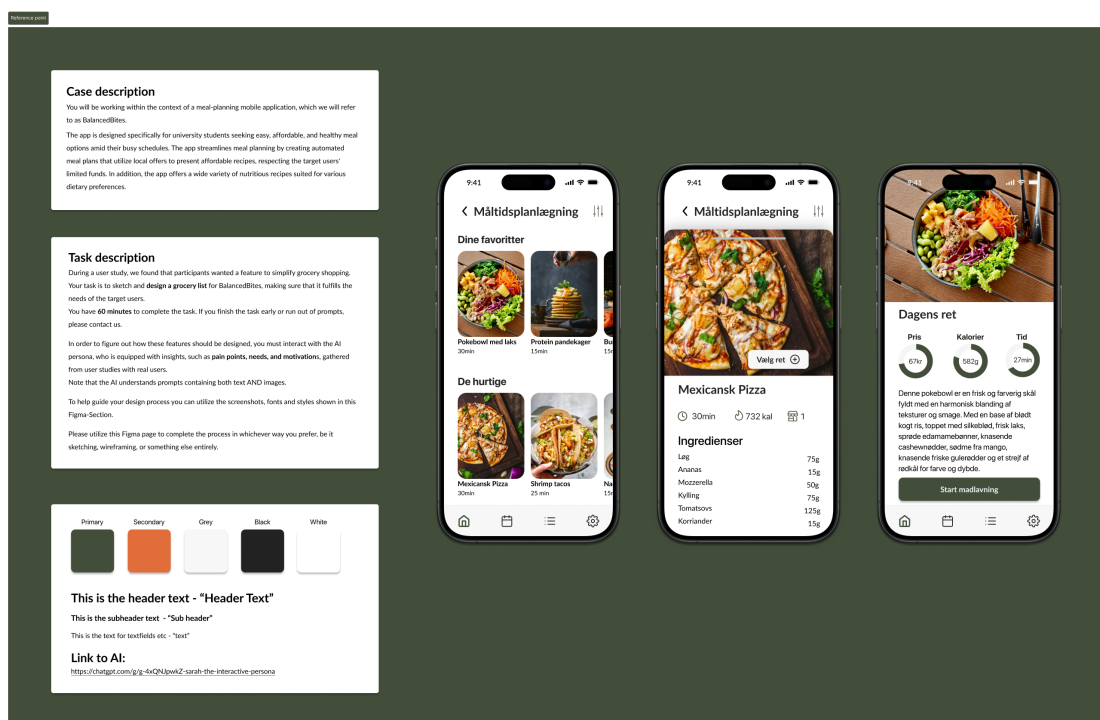 Reference point
Case description
You will be working within the context of a meal-planning mobile application, which we will refer
to as BalancedBites.
The app is designed specifically for university students seeking easy, affordable, and healthy meal
options amid their busy schedules. The app streamlines meal planning by creating automated
meal plans that utilize local offers to present affordable recipes, respecting the target users'
limited funds. In addition, the app offers a wide variety of nutritious recipes suited for various
dietary preferences.
Task description
During a user study, we found that participants wanted a feature to simplify grocery shopping.
Your task is to sketch and design a grocery list for BalancedBites, making sure that it fulfills the
needs of the target users.
You have 60 minutes to complete the task. If you finish the task early or run out of prompts,
please contact us.
In order to figure out how these features should be designed, you must interact with the AI
persona, who is equipped with insights, such as pain points, needs, and motivations, gathered
from user studies with real users.
Note that the AI understands prompts containing both text AND images.
To help guide your design process you can utilize the screenshots, fonts and styles shown in this
Figma-Section.
Please utilize this Figma page to complete the process in whichever way you prefer, be it
sketching, wireframing, or something else entirely.
Primary Secondary Grey Black White
This is the header text - “Header Text”
This is the subheader text - “Sub header”
This is the text for textfields etc - “text”
Link to AI:
https://chatgpt.com/g/g-4xQNJpwkZ-sarah-the-interactive-persona
9:41
Måltidsplanlægning
Dine favoritter
Pokebowl med laks Protein pandekager Bu
30min 15min 15r
De hurtige
Mexicansk Pizza Shrimp tacos Na
30min 25 min 15r
9:41
Måltidsplanlægning
Vælg ret
Mexicansk Pizza
30min 732 kal 1
Ingredienser
Løg 75g
Ananas 15g
Mozzerella 50g
Kylling 75g
Tomatsovs 125g
Korriander 15g
9:41
Dagens ret
Pris Kalorier Tid
67kr 582g 27min
Denne pokebowl er en frisk og farverig skål
fyldt med en harmonisk blanding af
teksturer og smage. Med en base af blødt
kogt ris, toppet med silkeblød, frisk laks,
sprøde edamamebønner, knasende
cashewnødder, sødme fra mango,
knasende friske gulerødder og et strejf af
rødkål for farve og dybde.
Start madlavning